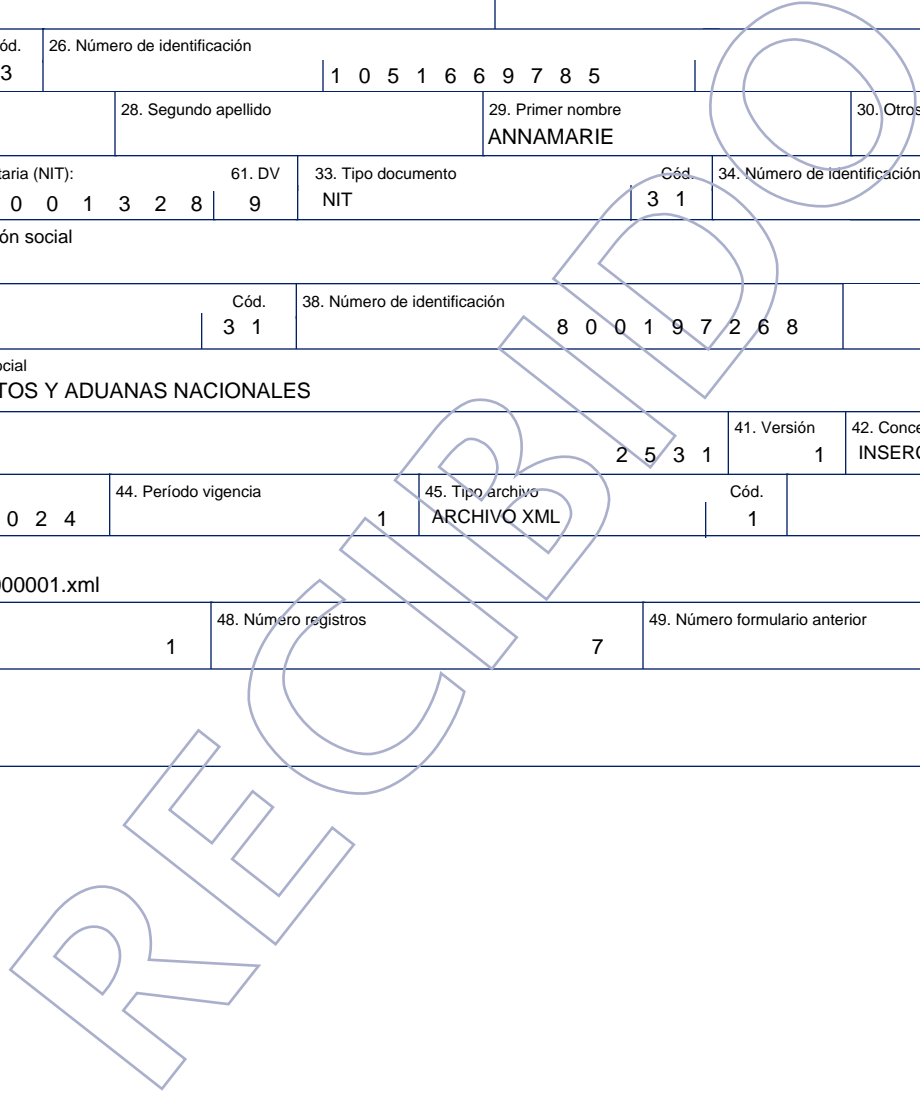 ód. 26. Número de identificación
3 1 0 5 1 6 6 9 7 8 5
28. Segundo apellido 29. Primer nombre 30. Otros
ANNAMARIE
taria (NIT): 61. DV 33. Tipo documento Cód. 34. Número de identificación
0 0 1 3 2 8 9 NIT 3 1
ón social
Cód. 38. Número de identificación
3 1 8 0 0 1 9 7 2 6 8
ocial
TOS Y ADUANAS NACIONALES
41. Versión 42. Conce
2 5 3 1 1 INSERC
44. Período vigencia 45. Tipo archivo Cód.
0 2 4 1 ARCHIVO XML 1
000001.xml
48. Número registros 49. Número formulario anterior
1 7
RECIBIDO